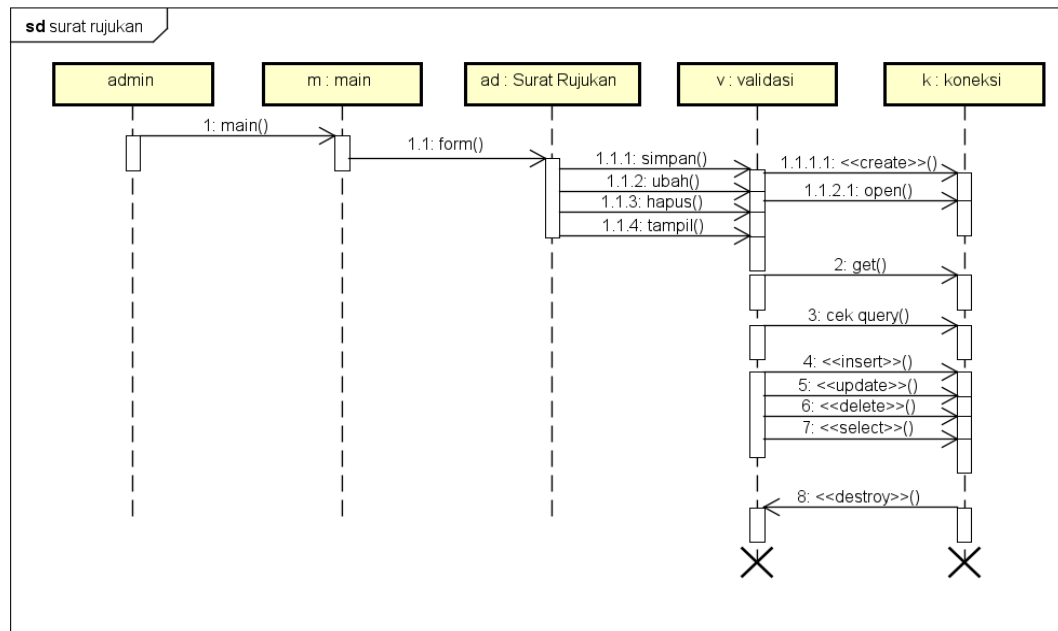 sd surat rujukan
admin
m : main
ad : Surat Rujukan
v : validasi
k : koneksi
1: main()
1.1: form()
1.1.1: simpan()
1.1.1.1: <<create>>()
1.1.2: ubah()
1.1.2.1: open()
1.1.3: hapus()
1.1.4: tampil()
2: get()
3: cek query()
4: <<insert>>()
5: <<update>>()
6: <<delete>>()
7: <<select>>()
8: <<destroy>>()